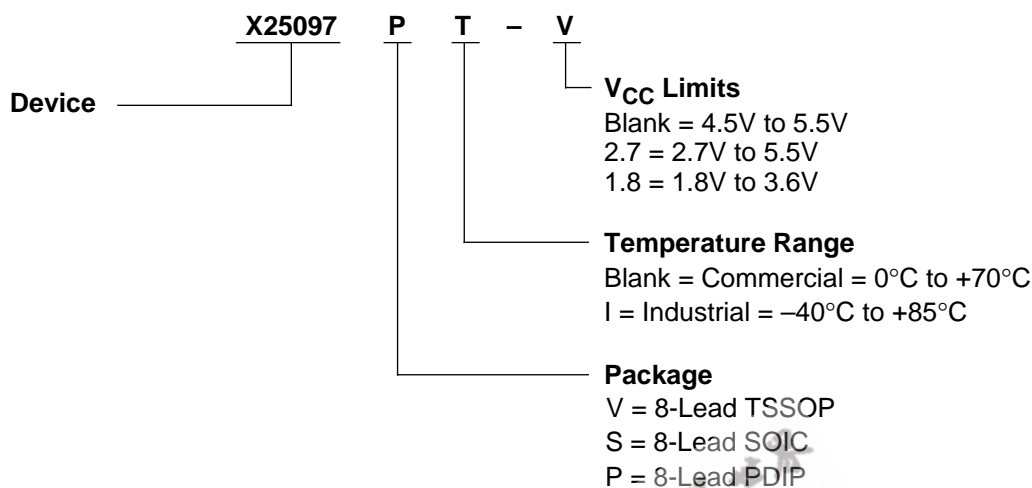 X25097 P T – V
Device
VCC Limits
Blank = 4.5V to 5.5V
2.7 = 2.7V to 5.5V
1.8 = 1.8V to 3.6V
Temperature Range
Blank = Commercial = 0°C to +70°C
I = Industrial = –40°C to +85°C
Package
V = 8-Lead TSSOP
S = 8-Lead SOIC
P = 8-Lead PDIP